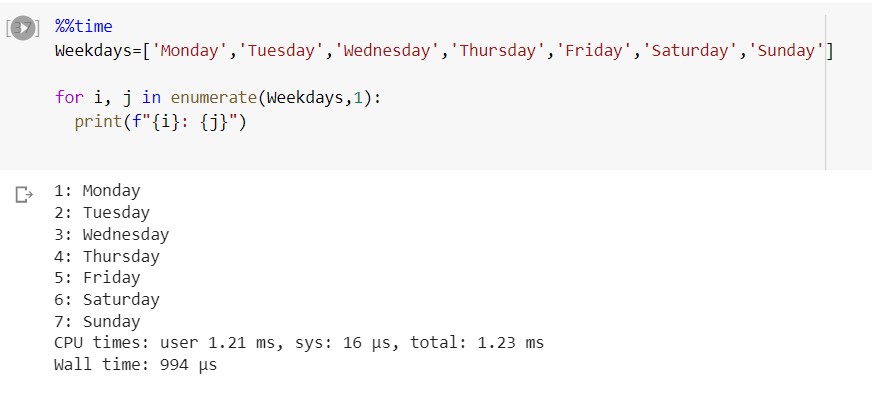 %%time
Weekdays=['Monday','Tuesday','Wednesday','Thursday','Friday','Saturday','Sunday']
for i, j in enumerate(Weekdays,1):
  print(f"{i}: {j}")
1: Monday
2: Tuesday
3: Wednesday
4: Thursday
5: Friday
6: Saturday
7: Sunday
CPU times: user 1.21 ms, sys: 16 µs, total: 1.23 ms
Wall time: 994 µs